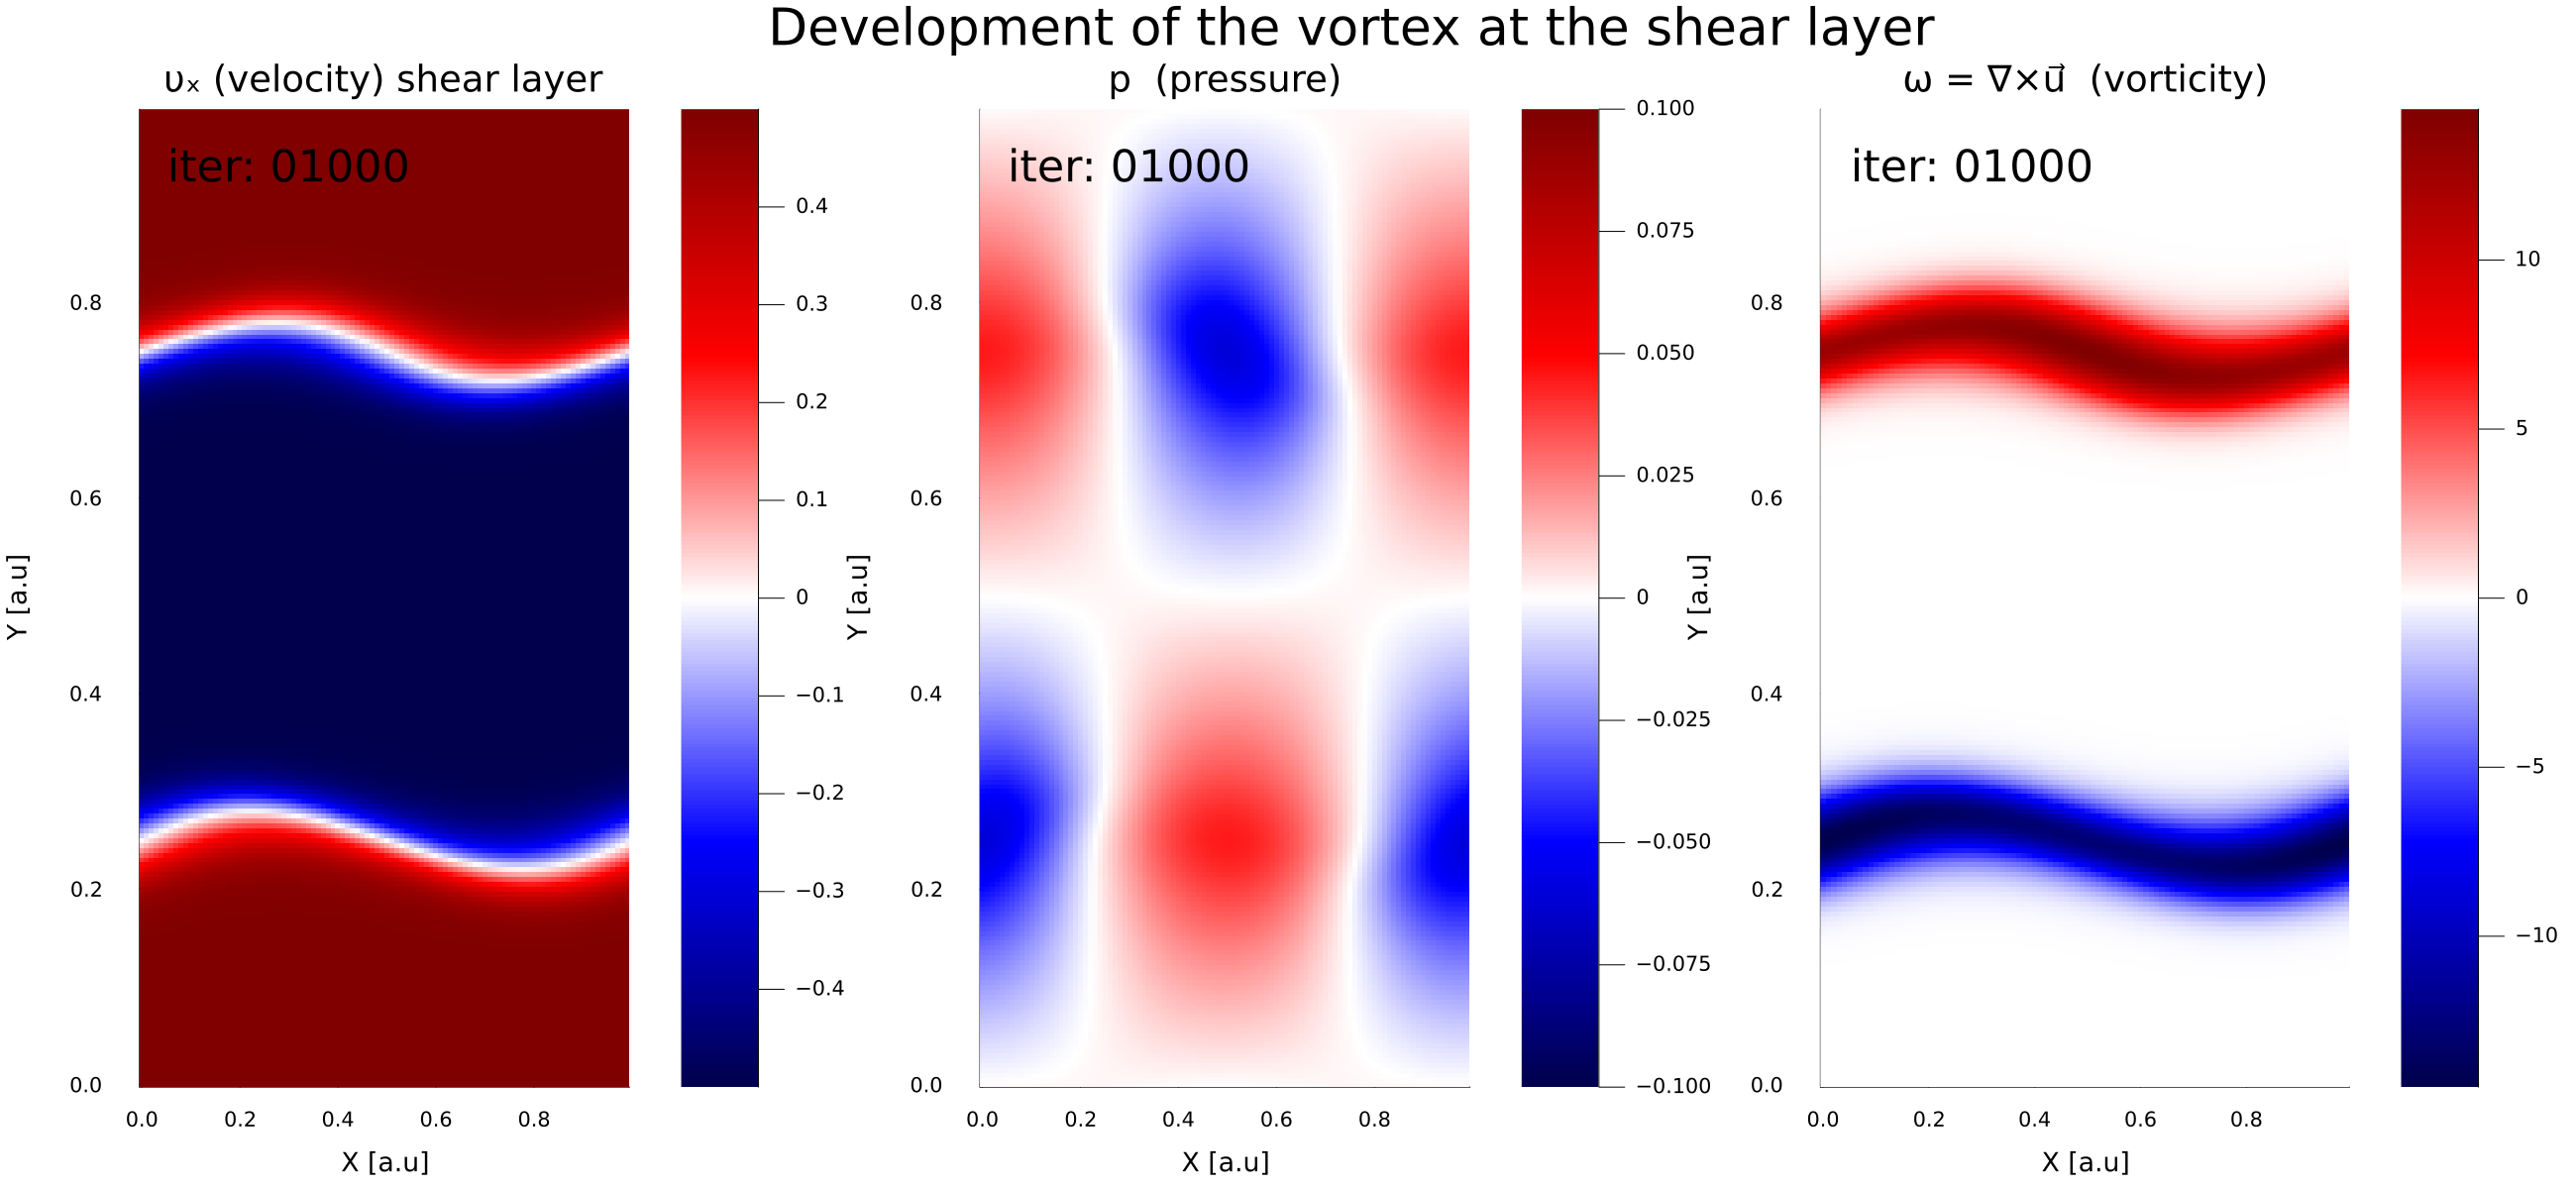 Development of the vortex at the shear layer
υₓ (velocity) shear layer
iter: 01000
Y [a.u]
0.8
0.6
0.4
0.2
0.0
0.0 0.2 0.4 0.6 0.8
X [a.u]
0.4
0.3
0.2
0.1
0
−0.1
−0.2
−0.3
−0.4
p (pressure)
iter: 01000
Y [a.u]
0.8
0.6
0.4
0.2
0.0
0.0 0.2 0.4 0.6 0.8
X [a.u]
0.100
0.075
0.050
0.025
0
−0.025
−0.050
−0.075
−0.100
ω = ∇×u⃗ (vorticity)
iter: 01000
Y [a.u]
0.8
0.6
0.4
0.2
0.0
0.0 0.2 0.4 0.6 0.8
X [a.u]
10
5
0
−5
−10